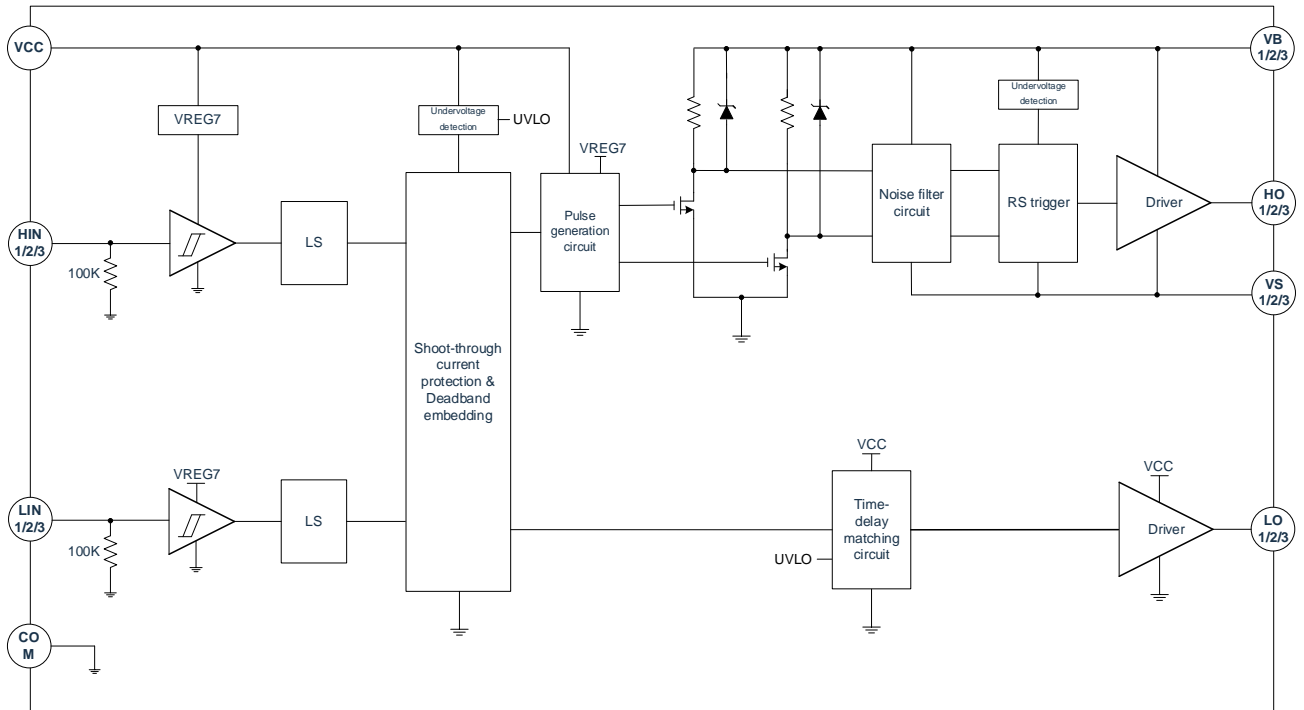 VCC
VB
1/2/3
VREG7
Undervoltage
detection
UVLO
VREG7
Undervoltage
detection
HIN
1/2/3
100K
LS
Pulse
generation
circuit
Noise filter
circuit
RS trigger
Driver
HO
1/2/3
VS
1/2/3
Shoot-through
current
protection &
Deadband
embedding
LIN
1/2/3
100K
VREG7
LS
VCC
Time-
delay
matching
circuit
UVLO
VCC
Driver
LO
1/2/3
CO
M